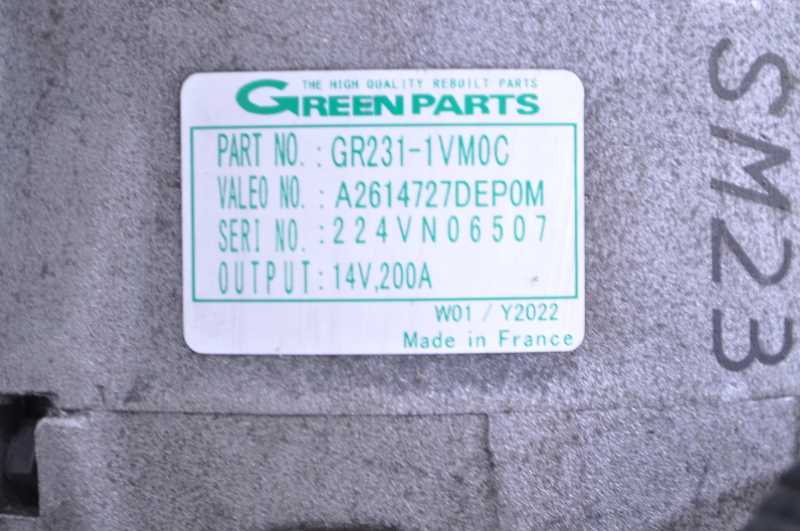 THE HIGH QUALITY REBUILT PARTS
GREEN PARTS
PART NO. : GR231-1VM0C
VALEO NO. : A2614727DEP0M
SERI NO. : 224VN06507
OUTPUT : 14V, 200A
W01 / Y2022
Made in France
SM23